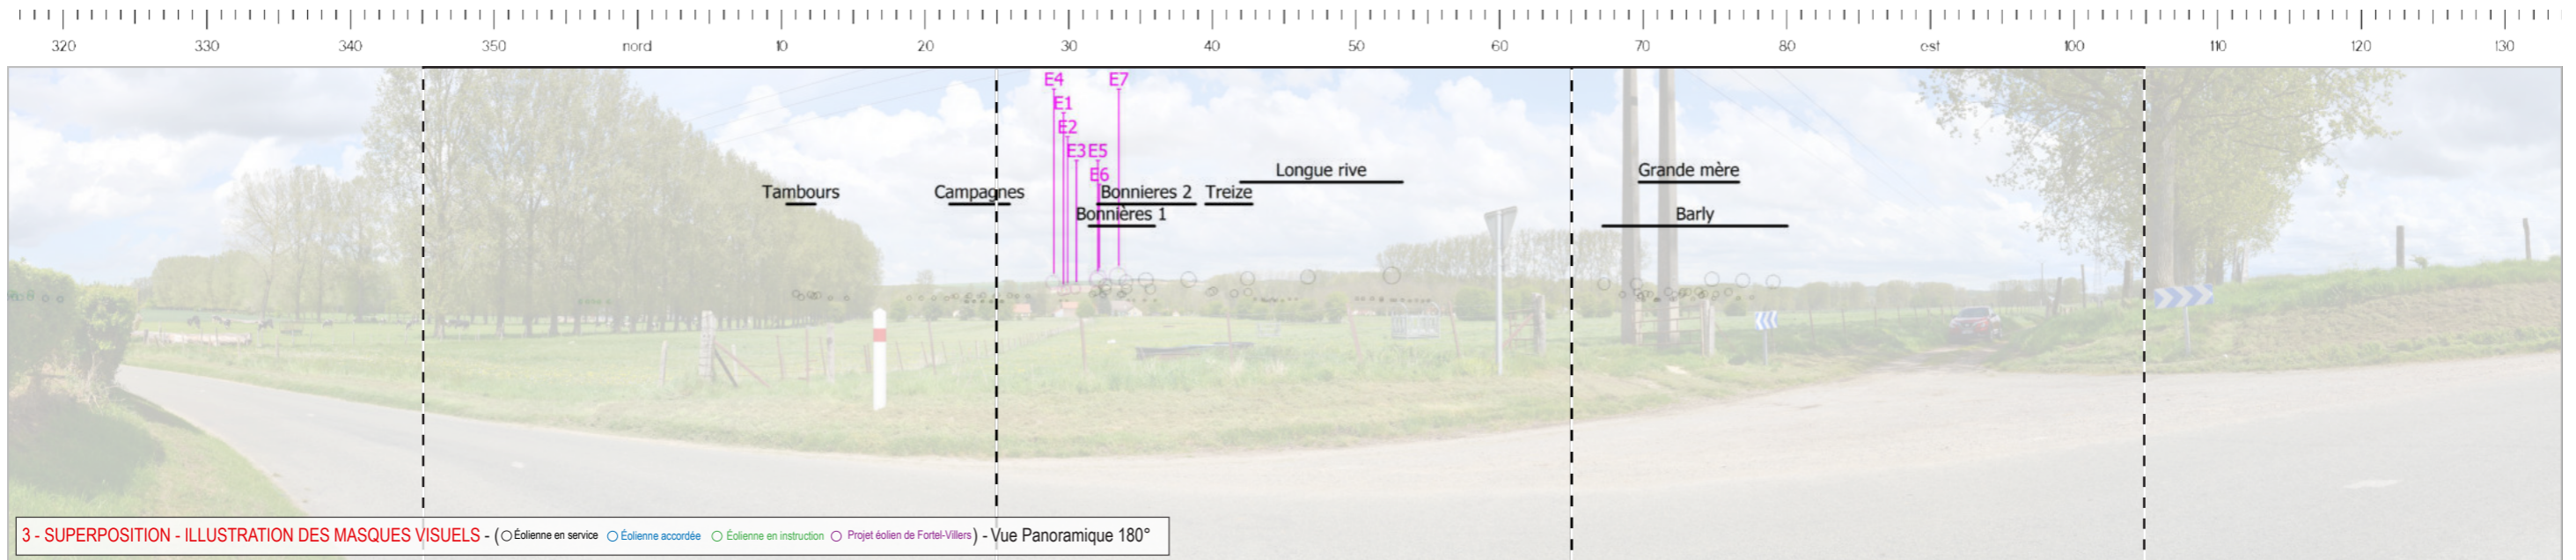 320 330 340 350 nord 10 20 30 40 50 60 70 80 est 100 110 120 130
E4 E7
E1
E2
E3 E5
E6
Longue rive Grande mère
Tambours Campagnes Bonnieres 2 Treize
Bonnières 1 Barly
3 - SUPERPOSITION - ILLUSTRATION DES MASQUES VISUELS - (Éolienne en service Éolienne accordée Éolienne en instruction Projet éolien de Fortel-Villers) - Vue Panoramique 180°